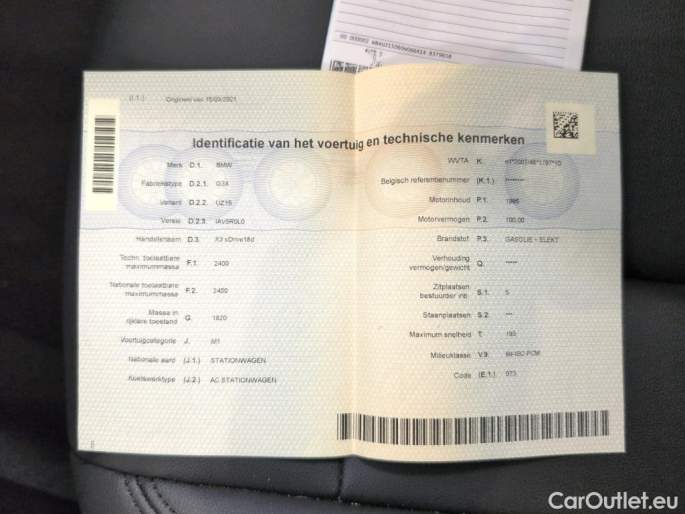 (I.1.) Origineel van 15/03/2021
Identificatie van het voertuig en technische kenmerken
Merk D.1. BMW
Fabriekstype D.2.1. G3X
Variant D.2.2.
Versie D.2.3.
Handelsnaam D.3. X3 xDrive18d
Techn. toelaatbare
maximummassa F.1. 2400
Nationale toelaatbare
maximummassa F.2. 2400
Massa in
rijklare toestand G. 1820
Voertuigcategorie J. M1
Nationale aard (J.1.) STATIONWAGEN
Koetswerktype (J.2.) AC STATIONWAGEN
WVTA K.
Belgisch referentienummer (K.1.)
Motorinhoud P.1. 1995
Motorvermogen P.2. 100.00
Brandstof P.3. GASOLIE + ELEKT
Verhouding
vermogen/gewicht Q.
Zitplaatsen
bestuurder inb. S.1. 5
Staanplaatsen S.2. ---
Maximum snelheid T.
Milieuklasse V.9.
Code (E.1.) 973
CarOutlet.eu